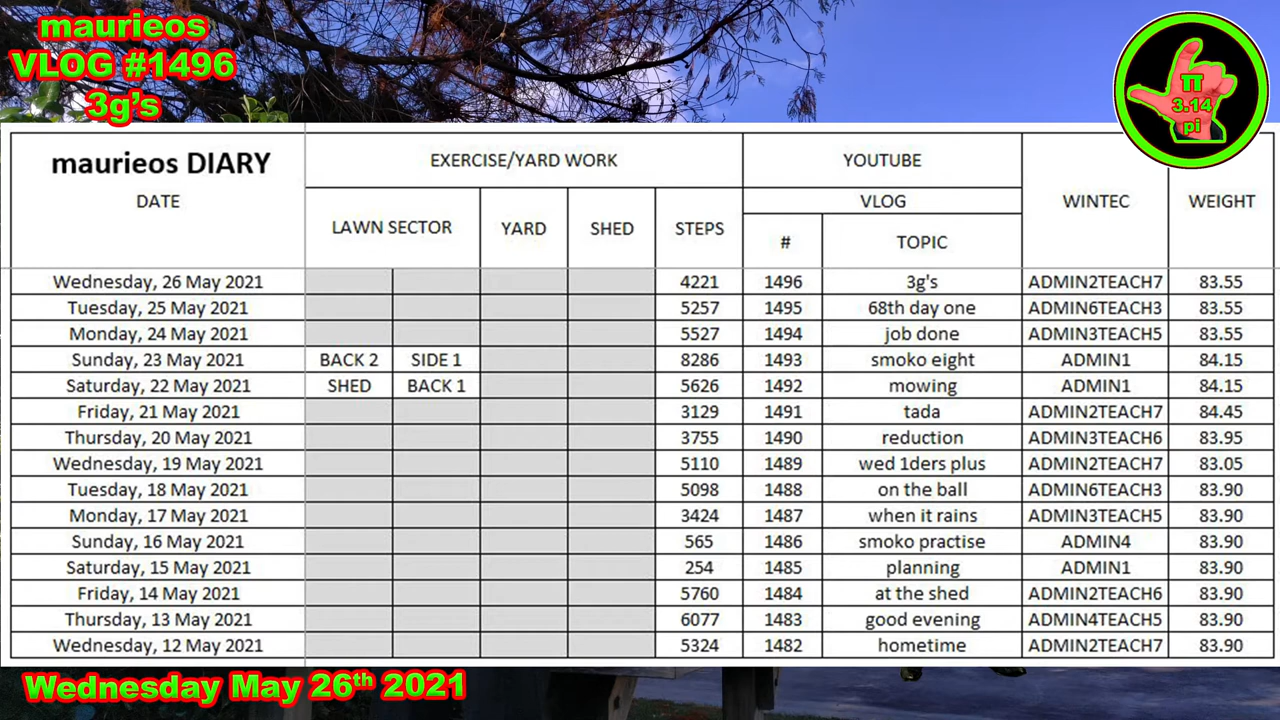 maurieos
VLOG #1496
3g's
π
3.14
pi
maurieos DIARY
EXERCISE/YARD WORK
YOUTUBE
DATE
WINTEC
WEIGHT
VLOG
LAWN SECTOR
YARD
SHED
STEPS
#
TOPIC
Wednesday, 26 May 2021 4221 1496 3g's ADMIN2TEACH7 83.55
Tuesday, 25 May 2021 5257 1495 68th day one ADMIN6TEACH3 83.55
Monday, 24 May 2021 5527 1494 job done ADMIN3TEACH5 83.55
Sunday, 23 May 2021 BACK 2 SIDE 1 8286 1493 smoko eight ADMIN1 84.15
Saturday, 22 May 2021 SHED BACK 1 5626 1492 mowing ADMIN1 84.15
Friday, 21 May 2021 3129 1491 tada ADMIN2TEACH7 84.45
Thursday, 20 May 2021 3755 1490 reduction ADMIN3TEACH6 83.95
Wednesday, 19 May 2021 5110 1489 wed 1ders plus ADMIN2TEACH7 83.05
Tuesday, 18 May 2021 5098 1488 on the ball ADMIN6TEACH3 83.90
Monday, 17 May 2021 3424 1487 when it rains ADMIN3TEACH5 83.90
Sunday, 16 May 2021 565 1486 smoko practise ADMIN4 83.90
Saturday, 15 May 2021 254 1485 planning ADMIN1 83.90
Friday, 14 May 2021 5760 1484 at the shed ADMIN2TEACH6 83.90
Thursday, 13 May 2021 6077 1483 good evening ADMIN4TEACH5 83.90
Wednesday, 12 May 2021 5324 1482 hometime ADMIN2TEACH7 83.90
Wednesday May 26th 2021